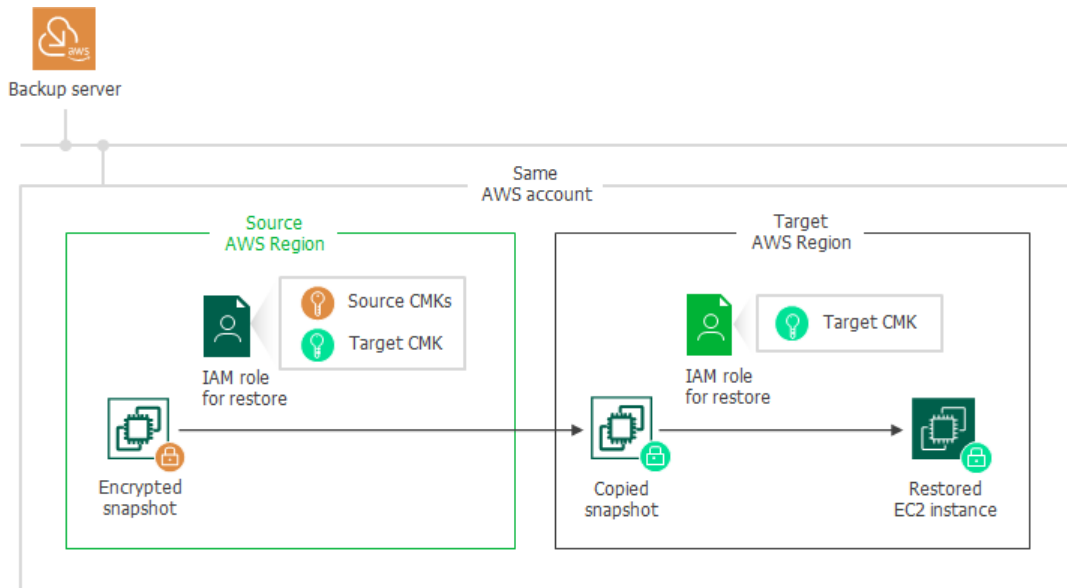 aws
Backup server
Same
AWS account
Source
AWS Region
Target
AWS Region
Source CMKs
Target CMK
IAM role
for restore
Target CMK
IAM role
for restore
Encrypted
snapshot
Copied
snapshot
Restored
EC2 instance